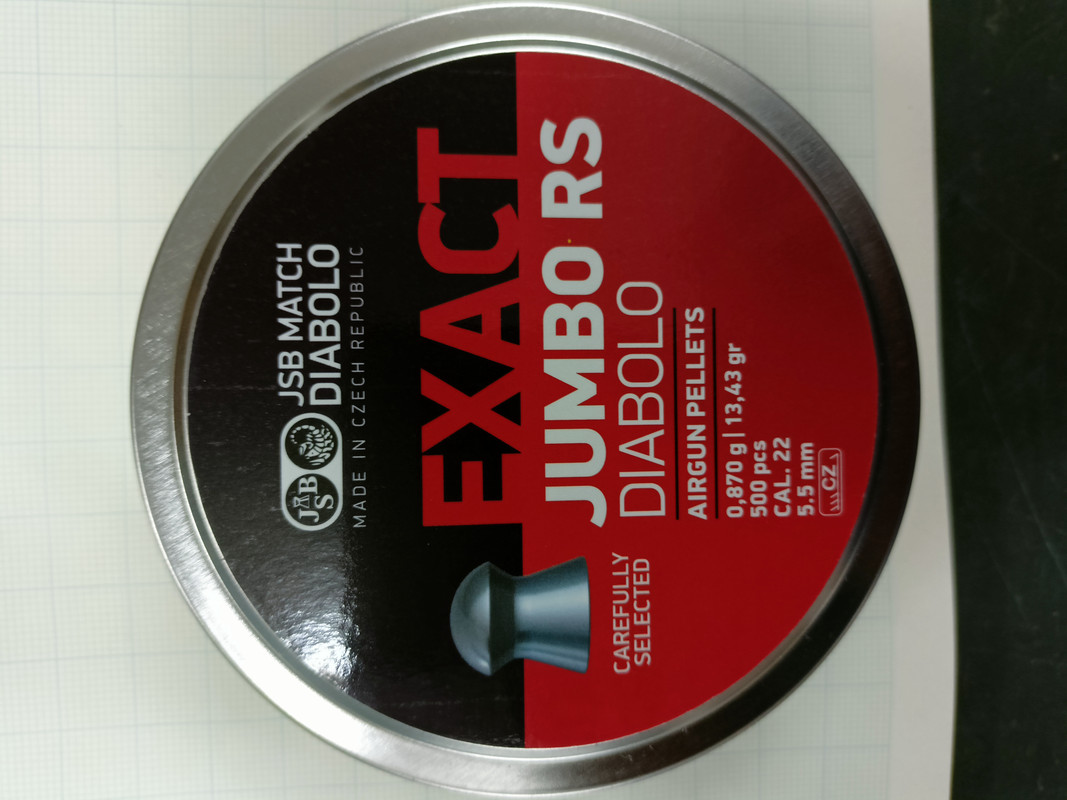 JSB
JSB MATCH
DIABOLO
MADE IN CZECH REPUBLIC
EXACT
JUMBO RS
DIABOLO
AIRGUN PELLETS
0,870 g | 13,43 gr
500 pcs
CAL. 22
5.5 mm
CZ
CAREFULLY
SELECTED